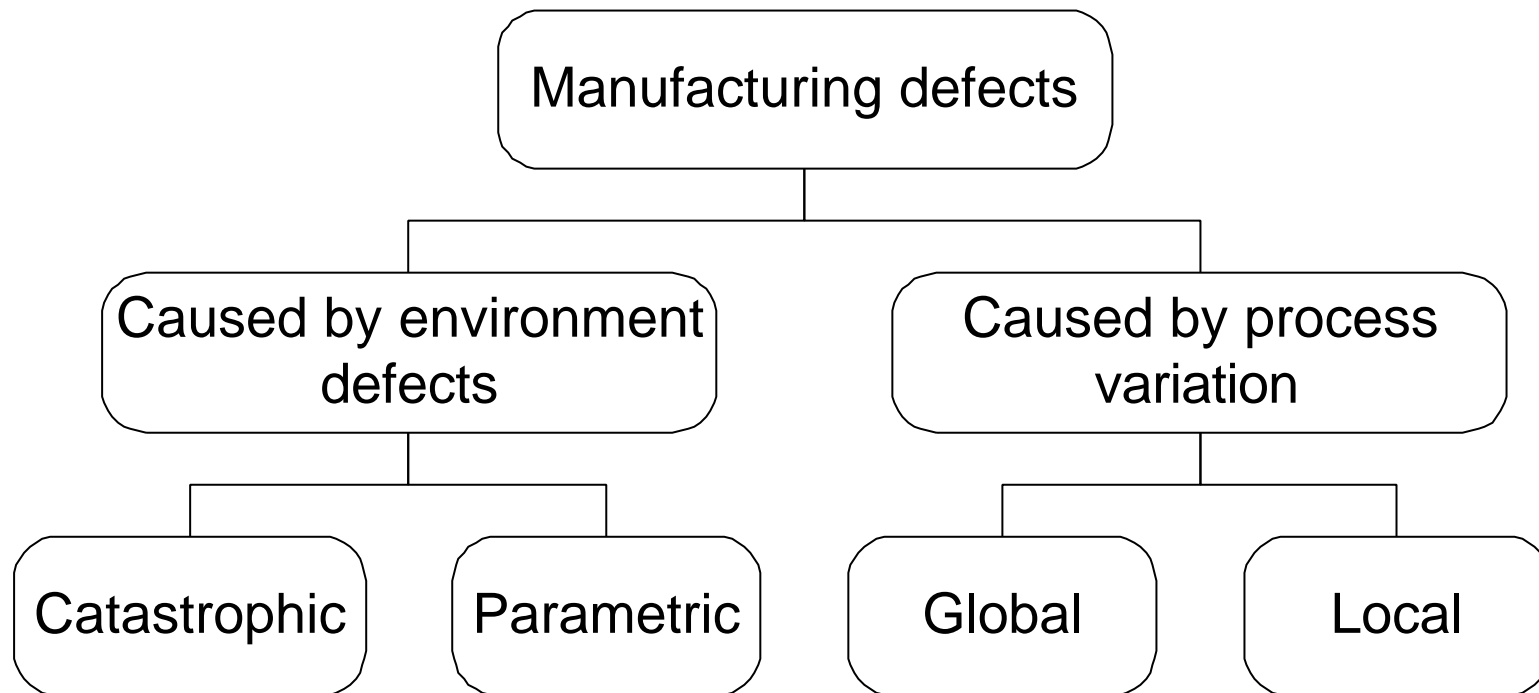 Manufacturing defects
Caused by environment
defects
Caused by process
variation
Catastrophic
Parametric
Global
Local